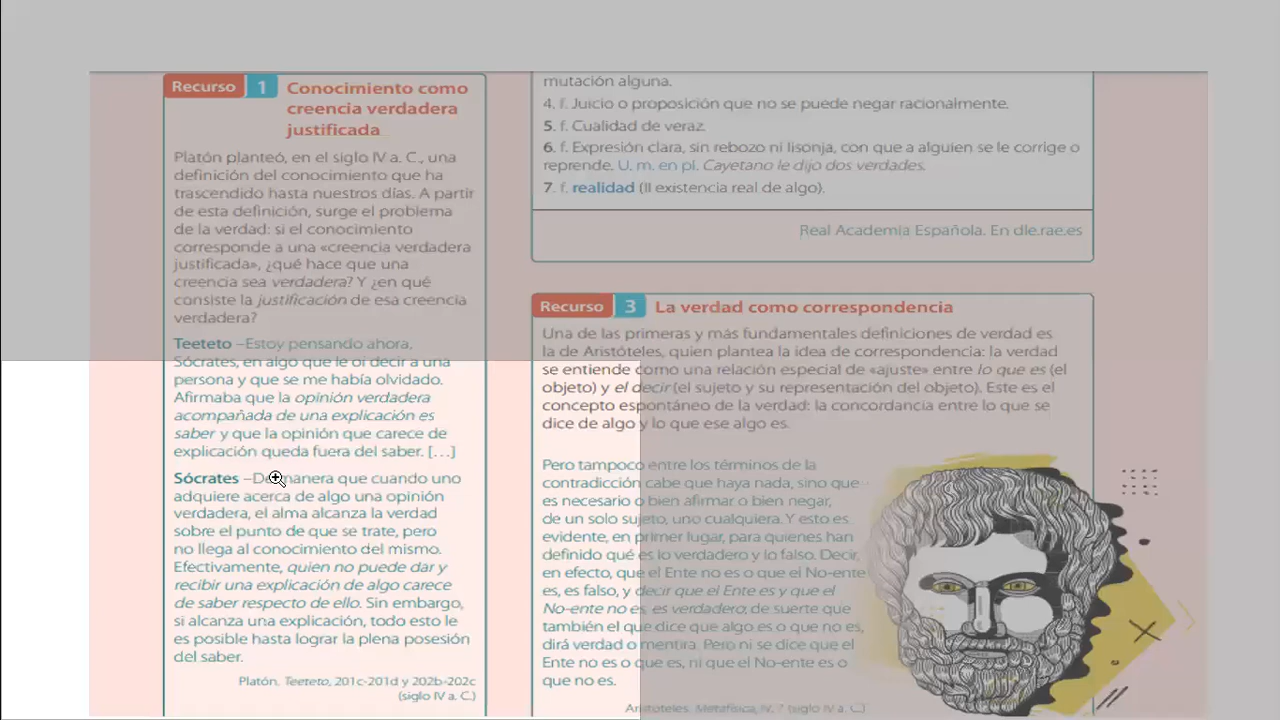 Recurso 1 Conocimiento como
creencia verdadera
justificada
Platón planteó, en el siglo IV a. C., una
definición del conocimiento que ha
trascendido hasta nuestros días. A partir
de esta definición, surge el problema
de la verdad: si el conocimiento
corresponde a una «creencia verdadera
justificada», ¿qué hace que una
creencia sea verdadera? Y ¿en qué
consiste la justificación de esa creencia
verdadera?
Teeteto –Estoy pensando ahora,
Sócrates, en algo que le oí decir a una
persona y que se me había olvidado.
Afirmaba que la opinión verdadera
acompañada de una explicación es
saber y que la opinión que carece de
explicación queda fuera del saber. […]
Sócrates –De manera que cuando uno
adquiere acerca de algo una opinión
verdadera, el alma alcanza la verdad
sobre el punto de que se trate, pero
no llega al conocimiento del mismo.
Efectivamente, quien no puede dar y
recibir una explicación de algo carece
de saber respecto de ello. Sin embargo,
si alcanza una explicación, todo esto le
es posible hasta lograr la plena posesión
del saber.
Platón. Teeteto, 201c-201d y 202b-202c
(siglo IV a. C.)
mutación alguna.
4. f. Juicio o proposición que no se puede negar racionalmente.
5. f. Cualidad de veraz.
6. f. Expresión clara, sin rebozo ni lisonja, con que a alguien se le corrige o
reprende. U. m. en pl. Cayetano le dijo dos verdades.
7. f. realidad (II existencia real de algo).
Real Academia Española. En dle.rae.es
Recurso 3 La verdad como correspondencia
Una de las primeras y más fundamentales definiciones de verdad es
la de Aristóteles, quien plantea la idea de correspondencia: la verdad
se entiende como una relación especial de «ajuste» entre lo que es (el
objeto) y el decir (el sujeto y su representación del objeto). Este es el
concepto espontáneo de la verdad: la concordancia entre lo que se
dice de algo y lo que ese algo es.
Pero tampoco entre los términos de la
contradicción cabe que haya nada, sino que
es necesario o bien afirmar o bien negar,
de un solo sujeto, uno cualquiera. Y esto es
evidente, en primer lugar, para quienes han
definido qué es lo verdadero y lo falso. Decir,
en efecto, que el Ente no es o que el No-ente
es, es falso, y decir que el Ente es y que el
No-ente no es, es verdadero; de suerte que
también el que dice que algo es o que no es,
dirá verdad o mentira. Pero ni se dice que el
Ente no es o que es, ni que el No-ente es o
que no es.
Aristóteles. Metafísica, IV, 7 (siglo IV a. C.)